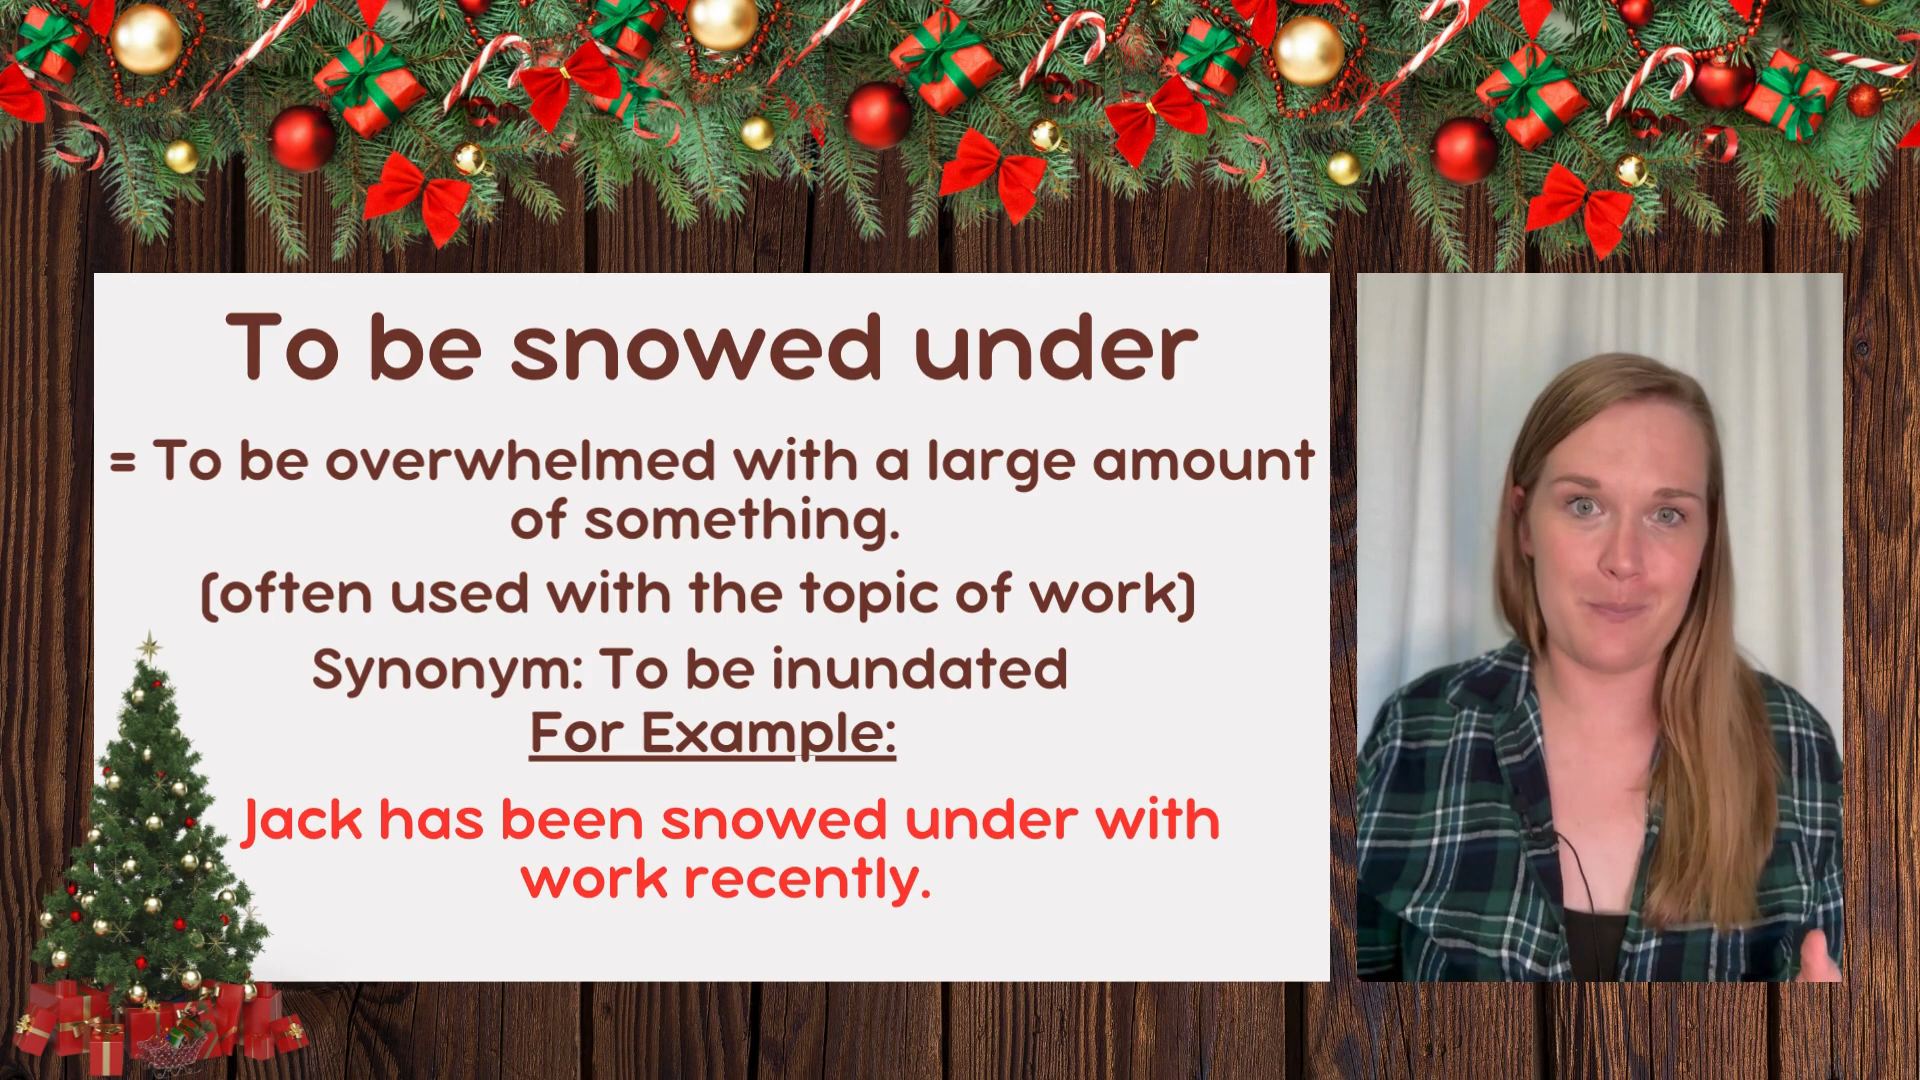 To be snowed under
= To be overwhelmed with a large amount
of something.
(often used with the topic of work)
Synonym: To be inundated
For Example:
Jack has been snowed under with
work recently.